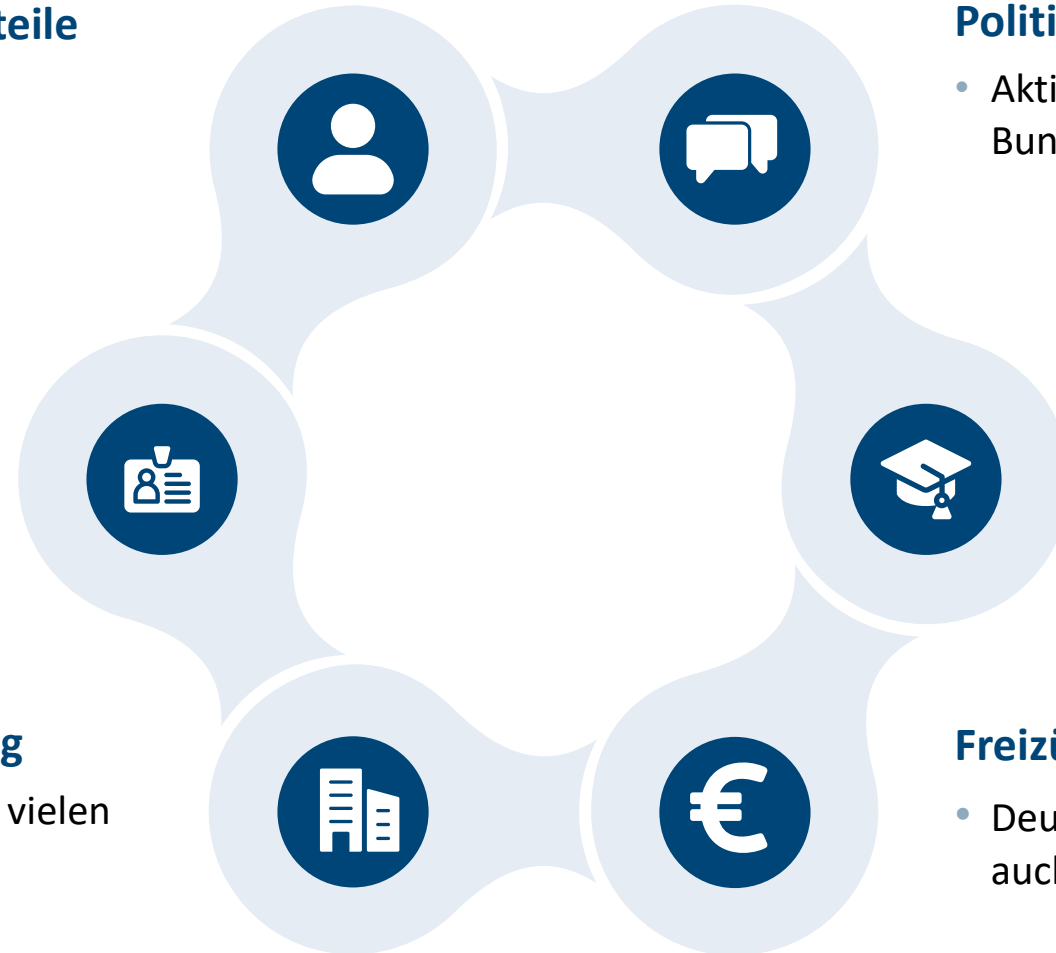 teile
Politi
• Akti
Bun
g
vielen
Freizü
• Deu
auch